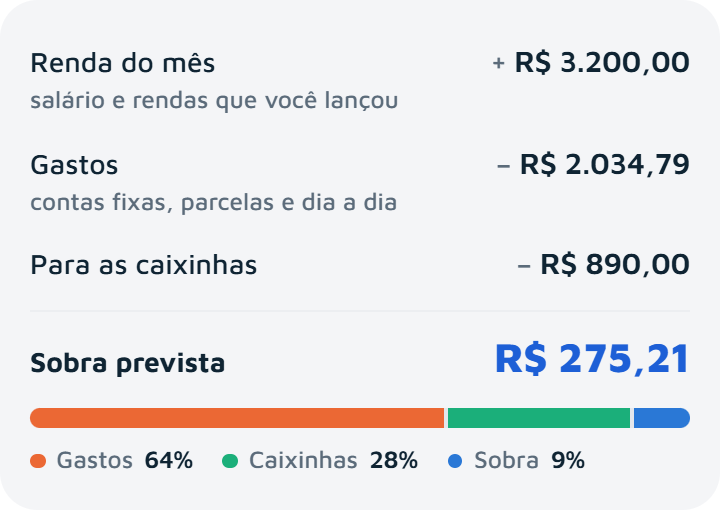 Renda do mês + R$ 3.200,00
salário e rendas que você lançou
Gastos – R$ 2.034,79
contas fixas, parcelas e dia a dia
Para as caixinhas – R$ 890,00
Sobra prevista R$ 275,21
Gastos 64% Caixinhas 28% Sobra 9%